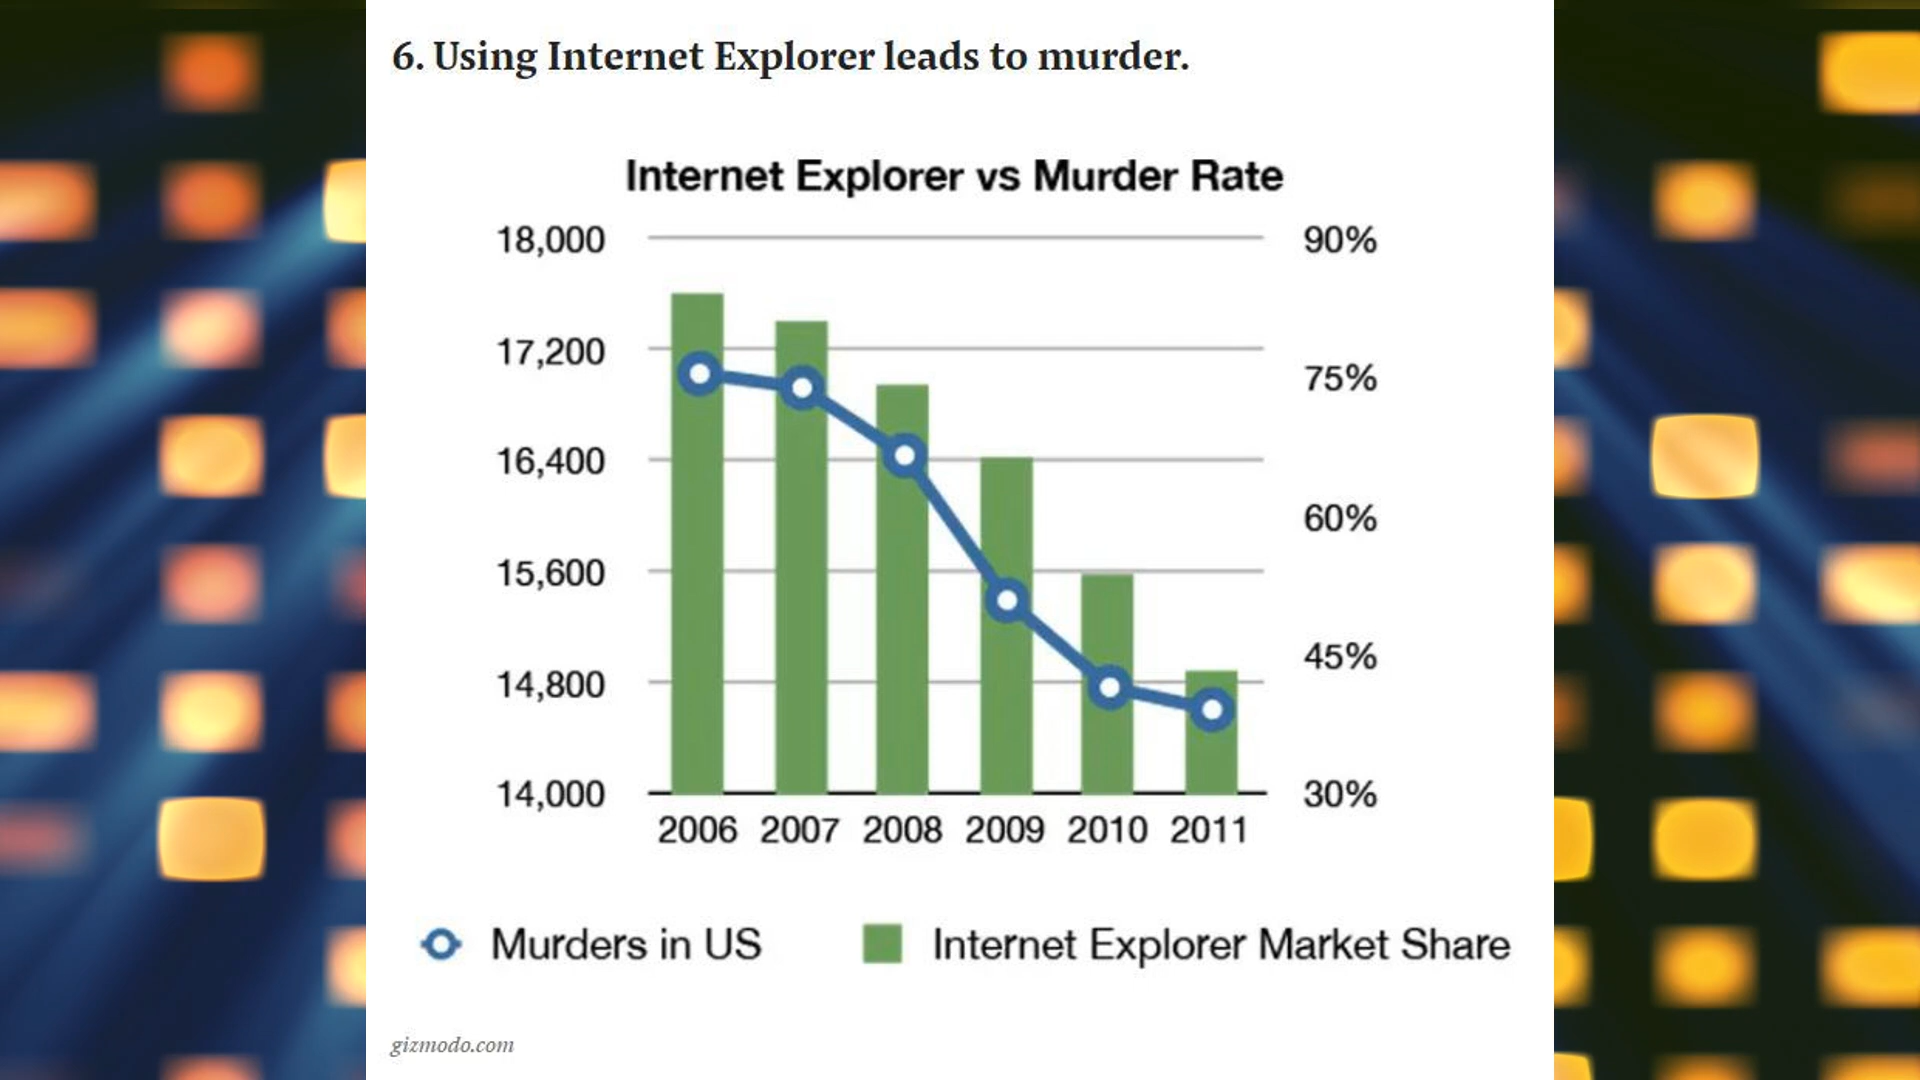 6. Using Internet Explorer leads to murder.
Internet Explorer vs Murder Rate
18,000 90%
17,200
75%
16,400
60%
15,600
45%
14,800
14,000 30%
2006 2007 2008 2009 2010 2011
Murders in US Internet Explorer Market Share
gizmodo.com